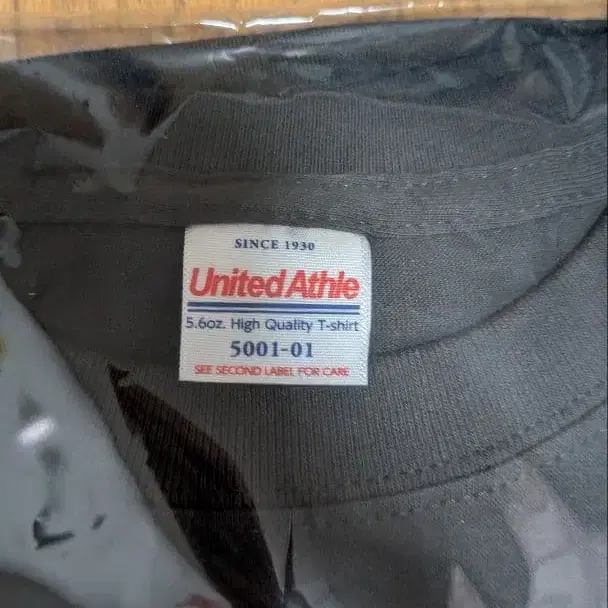 SINCE 1930
United Athle
5.6oz. High Quality T-shirt
5001-01
SEE SECOND LABEL FOR CARE